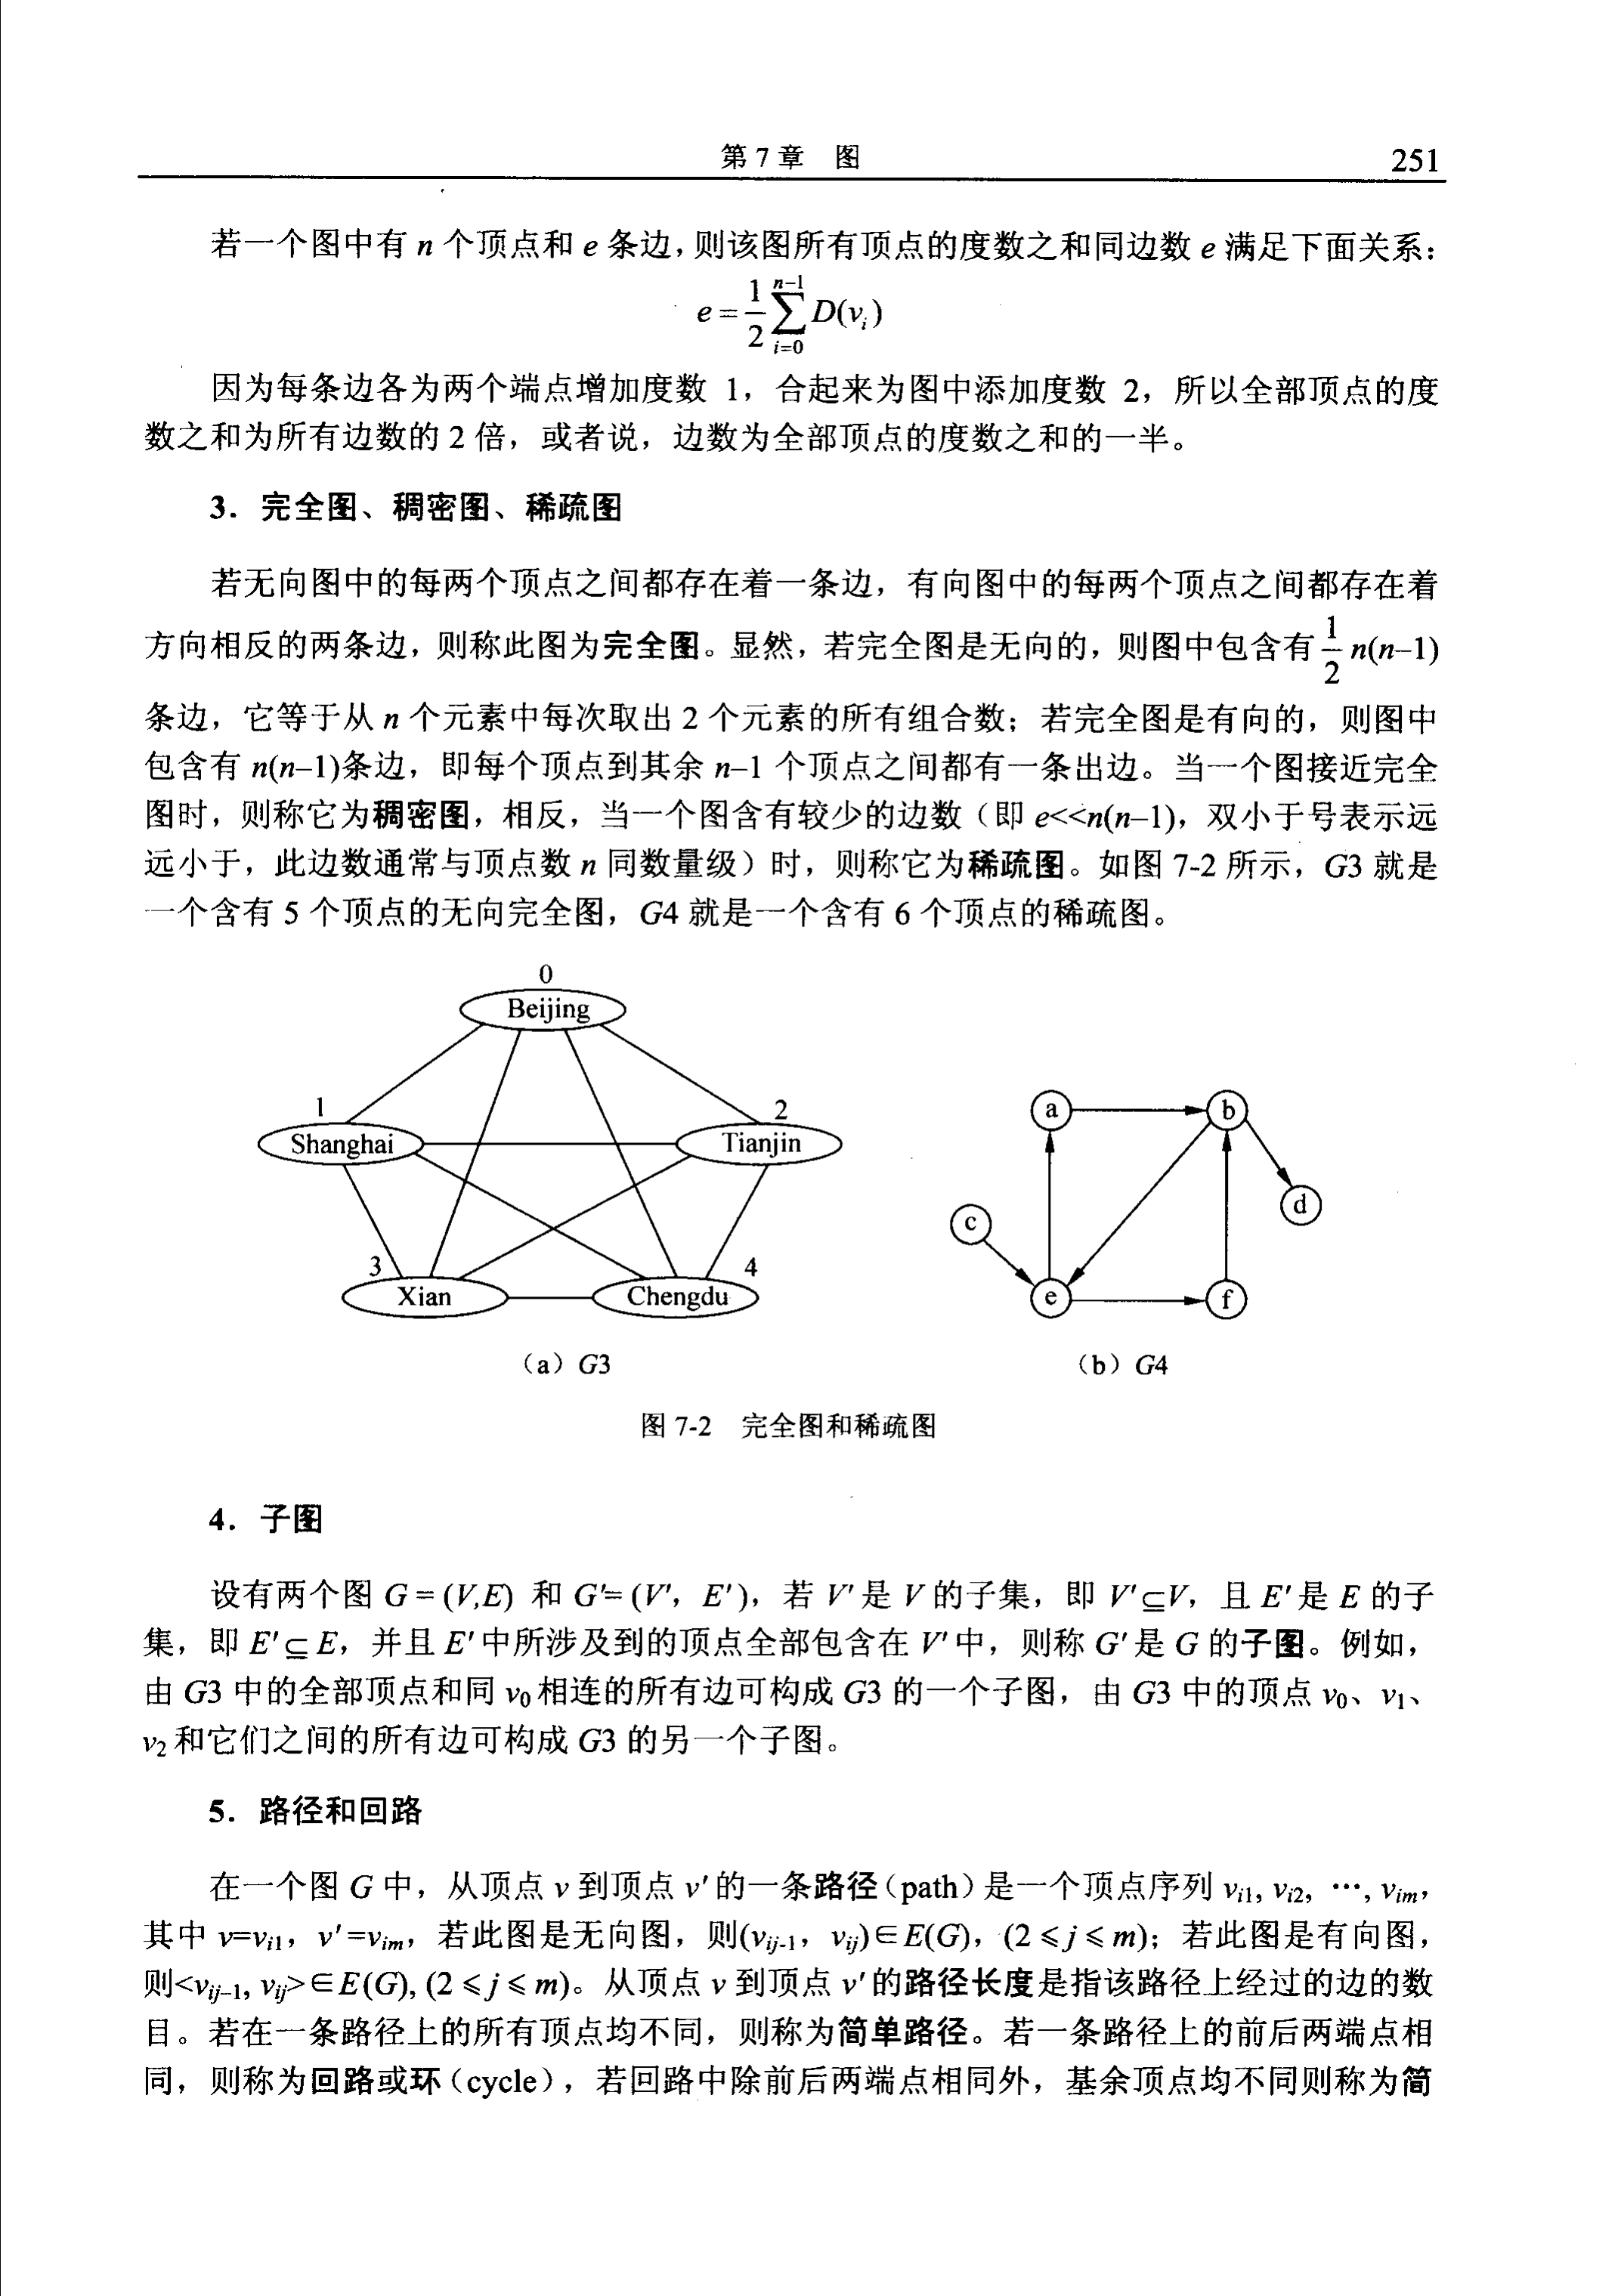 第7章 图 251
若一个图中有 n 个顶点和 e 条边，则该图所有顶点的度数之和同边数 e 满足下面关系：
e = \frac{1}{2}\sum_{i=0}^{n-1} D(v_i)
因为每条边各为两个端点增加度数 1，合起来为图中添加度数 2，所以全部顶点的度
数之和为所有边数的 2 倍，或者说，边数为全部顶点的度数之和的一半。
3．完全图、稠密图、稀疏图
若无向图中的每两个顶点之间都存在着一条边，有向图中的每两个顶点之间都存在着
方向相反的两条边，则称此图为完全图。显然，若完全图是无向的，则图中包含有 \frac{1}{2} n(n–1)
条边，它等于从 n 个元素中每次取出 2 个元素的所有组合数；若完全图是有向的，则图中
包含有 n(n–1)条边，即每个顶点到其余 n–1 个顶点之间都有一条出边。当一个图接近完全
图时，则称它为稠密图，相反，当一个图含有较少的边数（即 e<<n(n–1)，双小于号表示远
远小于，此边数通常与顶点数 n 同数量级）时，则称它为稀疏图。如图 7-2 所示，G3 就是
一个含有 5 个顶点的无向完全图，G4 就是一个含有 6 个顶点的稀疏图。
0
Beijing
1
Shanghai
2
Tianjin
3
Xian
4
Chengdu
a
b
c
d
e
f
（a）G3
（b）G4
图 7-2 完全图和稀疏图
4．子图
设有两个图 G = (V,E) 和 G'= (V'，E')，若 V' 是 V 的子集，即 V'⊆V，且 E' 是 E 的子
集，即 E'⊆E，并且 E' 中所涉及到的顶点全部包含在 V' 中，则称 G' 是 G 的子图。例如，
由 G3 中的全部顶点和同 v₀相连的所有边可构成 G3 的一个子图，由 G3 中的顶点 v₀、v₁、
v₂和它们之间的所有边可构成 G3 的另一个子图。
5．路径和回路
在一个图 G 中，从顶点 v 到顶点 v' 的一条路径（path）是一个顶点序列 v_{i1}, v_{i2}, …, v_{im}，
其中 v=v_{i1}，v' =v_{im}，若此图是无向图，则(v_{ij-1}，v_{ij})∈E(G)，(2 ≤ j ≤ m)；若此图是有向图，
则<v_{ij–1}, v_{ij}>∈E(G), (2 ≤ j ≤ m)。从顶点 v 到顶点 v' 的路径长度是指该路径上经过的边的数
目。若在一条路径上的所有顶点均不同，则称为简单路径。若一条路径上的前后两端点相
同，则称为回路或环（cycle），若回路中除前后两端点相同外，基余顶点均不同则称为简